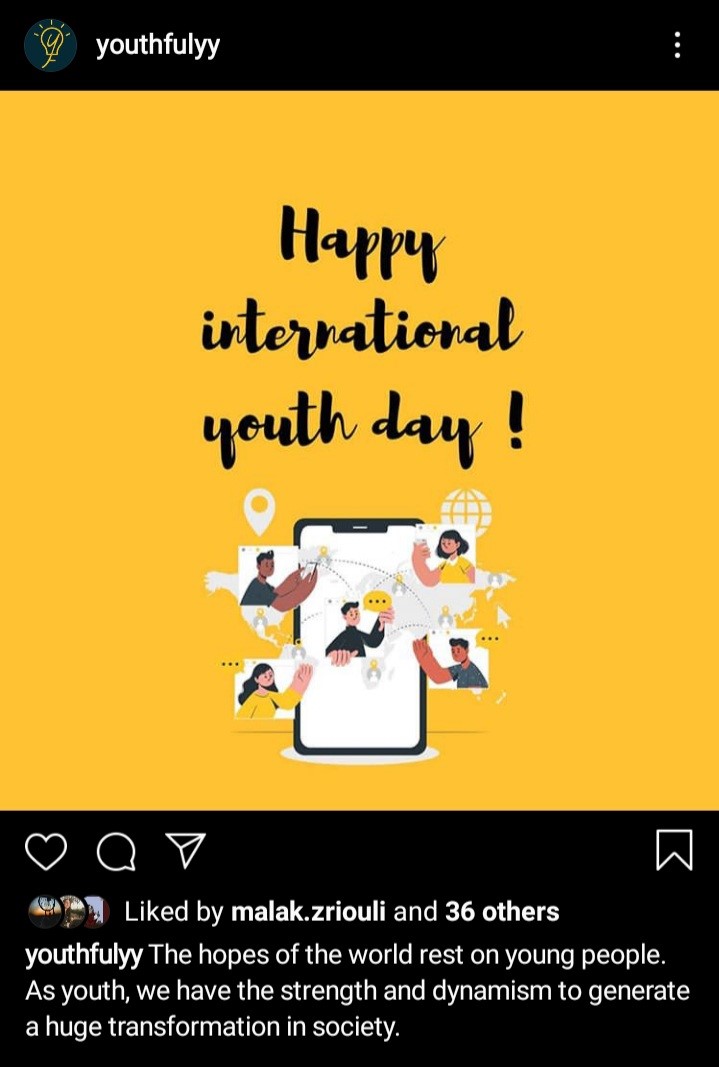 youthfulyy
Happy
international
youth day !
Liked by malak.zriouli and 36 others
youthfulyy The hopes of the world rest on young people.
As youth, we have the strength and dynamism to generate
a huge transformation in society.